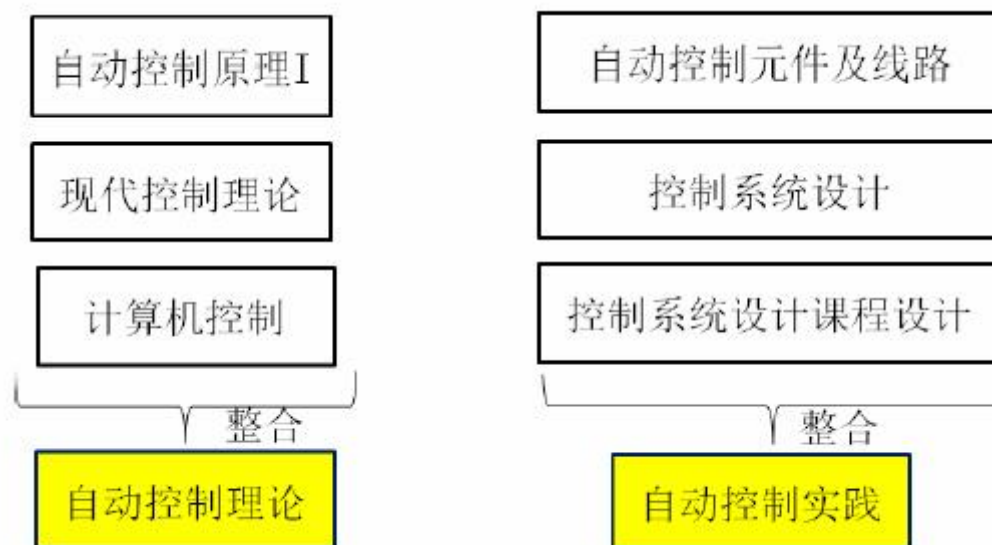 自动控制原理I
现代控制理论
计算机控制
整合
自动控制理论
自动控制元件及线路
控制系统设计
控制系统设计课程设计
整合
自动控制实践